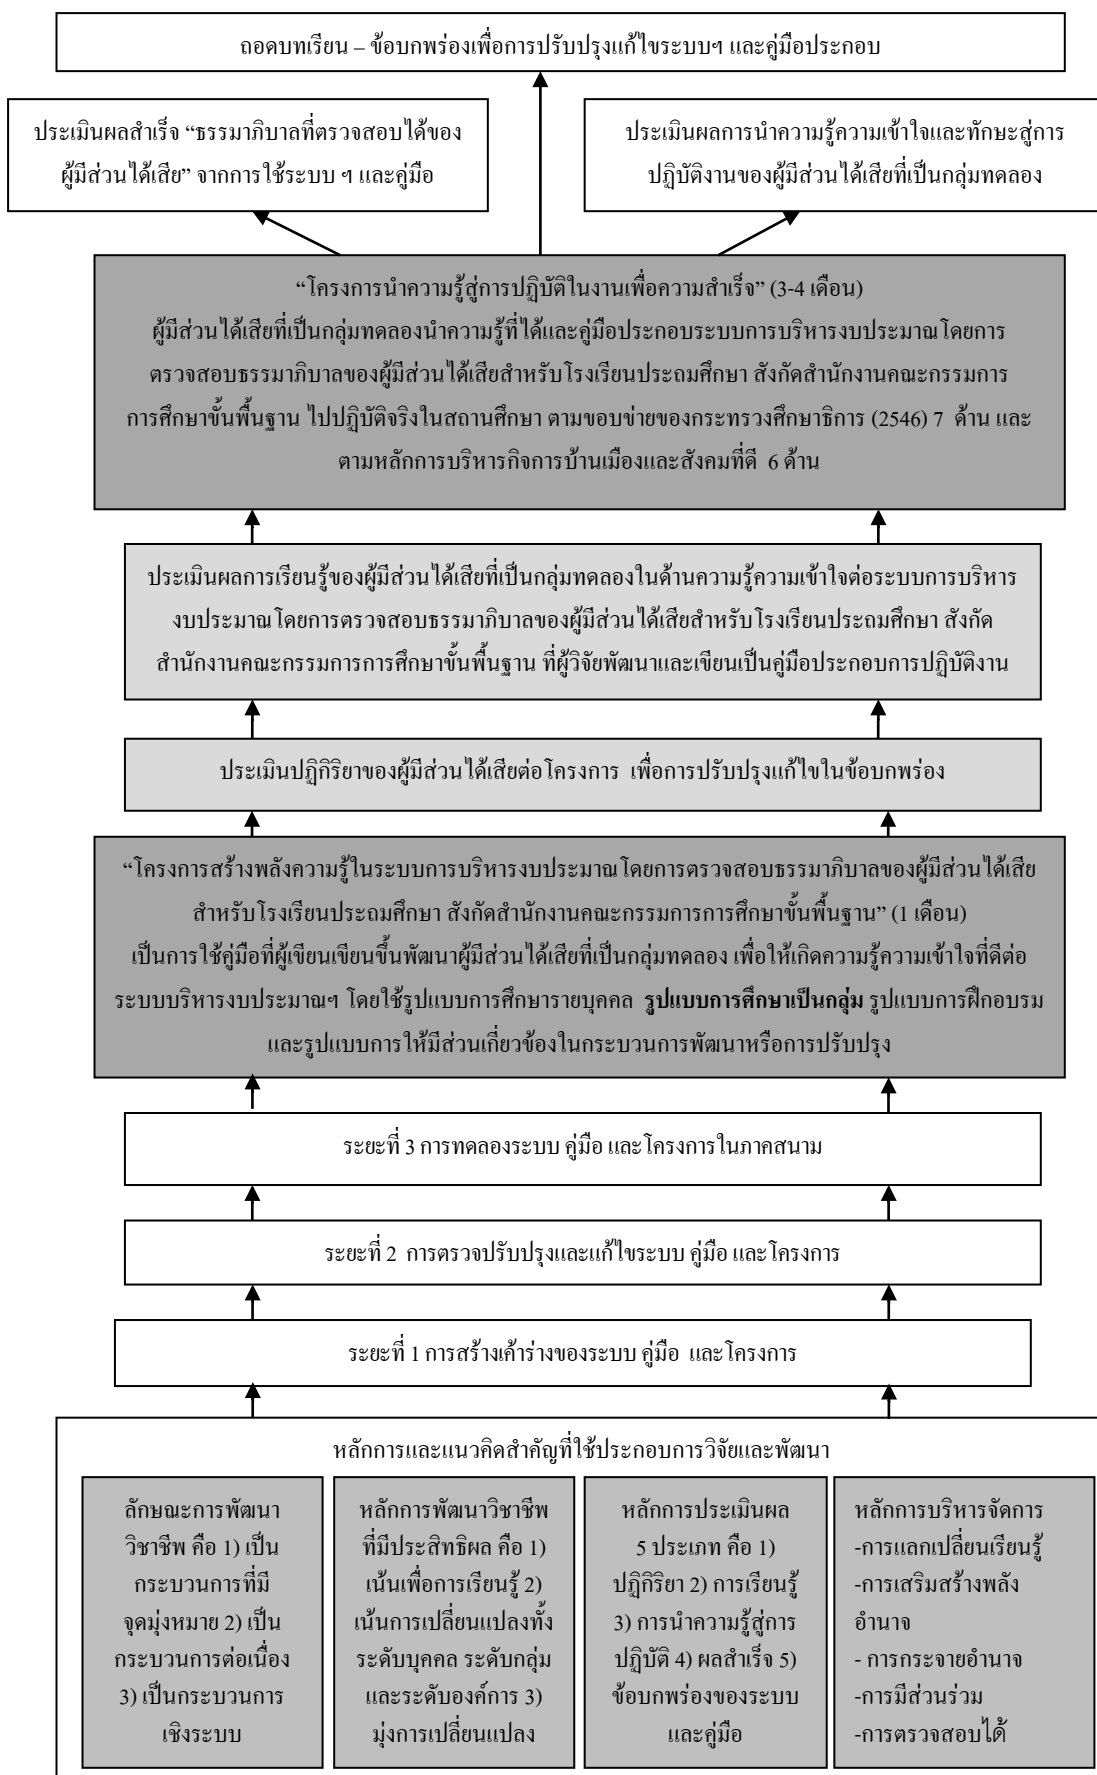 ถอดบทเรียน – ข้อบกพร่องเพื่อการปรับปรุงแก้ไขระบบฯ และคู่มือประกอบ
ประเมินผลสำเร็จ “ธรรมาภิบาลที่ตรวจสอบได้ของ
ผู้มีส่วนได้เสีย” จากการใช้ระบบ ฯ และคู่มือ
ประเมินผลการนำความรู้ความเข้าใจและทักษะสู่การ
ปฏิบัติงานของผู้มีส่วนได้เสียที่เป็นกลุ่มทดลอง
“โครงการนำความรู้สู่การปฏิบัติในงานเพื่อความสำเร็จ” (3-4 เดือน)
ผู้มีส่วนได้เสียที่เป็นกลุ่มทดลองนำความรู้ที่ได้และคู่มือประกอบระบบการบริหารงบประมาณโดยการ
ตรวจสอบธรรมาภิบาลของผู้มีส่วนได้เสียสำหรับโรงเรียนประถมศึกษา สังกัดสำนักงานคณะกรรมการ
การศึกษาขั้นพื้นฐาน ไปปฏิบัติจริงในสถานศึกษา ตามขอบข่ายของกระทรวงศึกษาธิการ (2546) 7 ด้าน และ
ตามหลักการบริหารกิจการบ้านเมืองและสังคมที่ดี 6 ด้าน
ประเมินผลการเรียนรู้ของผู้มีส่วนได้เสียที่เป็นกลุ่มทดลองในด้านความรู้ความเข้าใจต่อระบบการบริหาร
งบประมาณโดยการตรวจสอบธรรมาภิบาลของผู้มีส่วนได้เสียสำหรับโรงเรียนประถมศึกษา สังกัด
สำนักงานคณะกรรมการการศึกษาขั้นพื้นฐาน ที่ผู้วิจัยพัฒนาและเขียนเป็นคู่มือประกอบการปฏิบัติงาน
ประเมินปฏิกิริยาของผู้มีส่วนได้เสียต่อโครงการ เพื่อการปรับปรุงแก้ไขในข้อบกพร่อง
“โครงการสร้างพลังความรู้ในระบบการบริหารงบประมาณโดยการตรวจสอบธรรมาภิบาลของผู้มีส่วนได้เสีย
สำหรับโรงเรียนประถมศึกษา สังกัดสำนักงานคณะกรรมการการศึกษาขั้นพื้นฐาน” (1 เดือน)
เป็นการใช้คู่มือที่ผู้เขียนเขียนขึ้นพัฒนาผู้มีส่วนได้เสียที่เป็นกลุ่มทดลอง เพื่อให้เกิดความรู้ความเข้าใจที่ดีต่อ
ระบบบริหารงบประมาณฯ โดยใช้รูปแบบการศึกษารายบุคคล รูปแบบการศึกษาเป็นกลุ่ม รูปแบบการฝึกอบรม
และรูปแบบการให้มีส่วนเกี่ยวข้องในกระบวนการพัฒนาหรือการปรับปรุง
ระยะที่ 3 การทดลองระบบ คู่มือ และโครงการในภาคสนาม
ระยะที่ 2 การตรวจปรับปรุงและแก้ไขระบบ คู่มือ และโครงการ
ระยะที่ 1 การสร้างเค้าร่างของระบบ คู่มือ และโครงการ
หลักการและแนวคิดสำคัญที่ใช้ประกอบการวิจัยและพัฒนา
ลักษณะการพัฒนา
วิชาชีพ คือ 1) เป็น
กระบวนการที่มี
จุดมุ่งหมาย 2) เป็น
กระบวนการต่อเนื่อง
3) เป็นกระบวนการ
เชิงระบบ
หลักการพัฒนาวิชาชีพ
ที่มีประสิทธิผล คือ 1)
เน้นเพื่อการเรียนรู้ 2)
เน้นการเปลี่ยนแปลงทั้ง
ระดับบุคคล ระดับกลุ่ม
และระดับองค์การ 3)
มุ่งการเปลี่ยนแปลง
หลักการประเมินผล
5 ประเภท คือ 1)
ปฏิกิริยา 2) การเรียนรู้
3) การนำความรู้สู่การ
ปฏิบัติ 4) ผลสำเร็จ 5)
ข้อบกพร่องของระบบ
และคู่มือ
หลักการบริหารจัดการ
-การแลกเปลี่ยนเรียนรู้
-การเสริมสร้างพลัง
อำนาจ
- การกระจายอำนาจ
-การมีส่วนร่วม
-การตรวจสอบได้